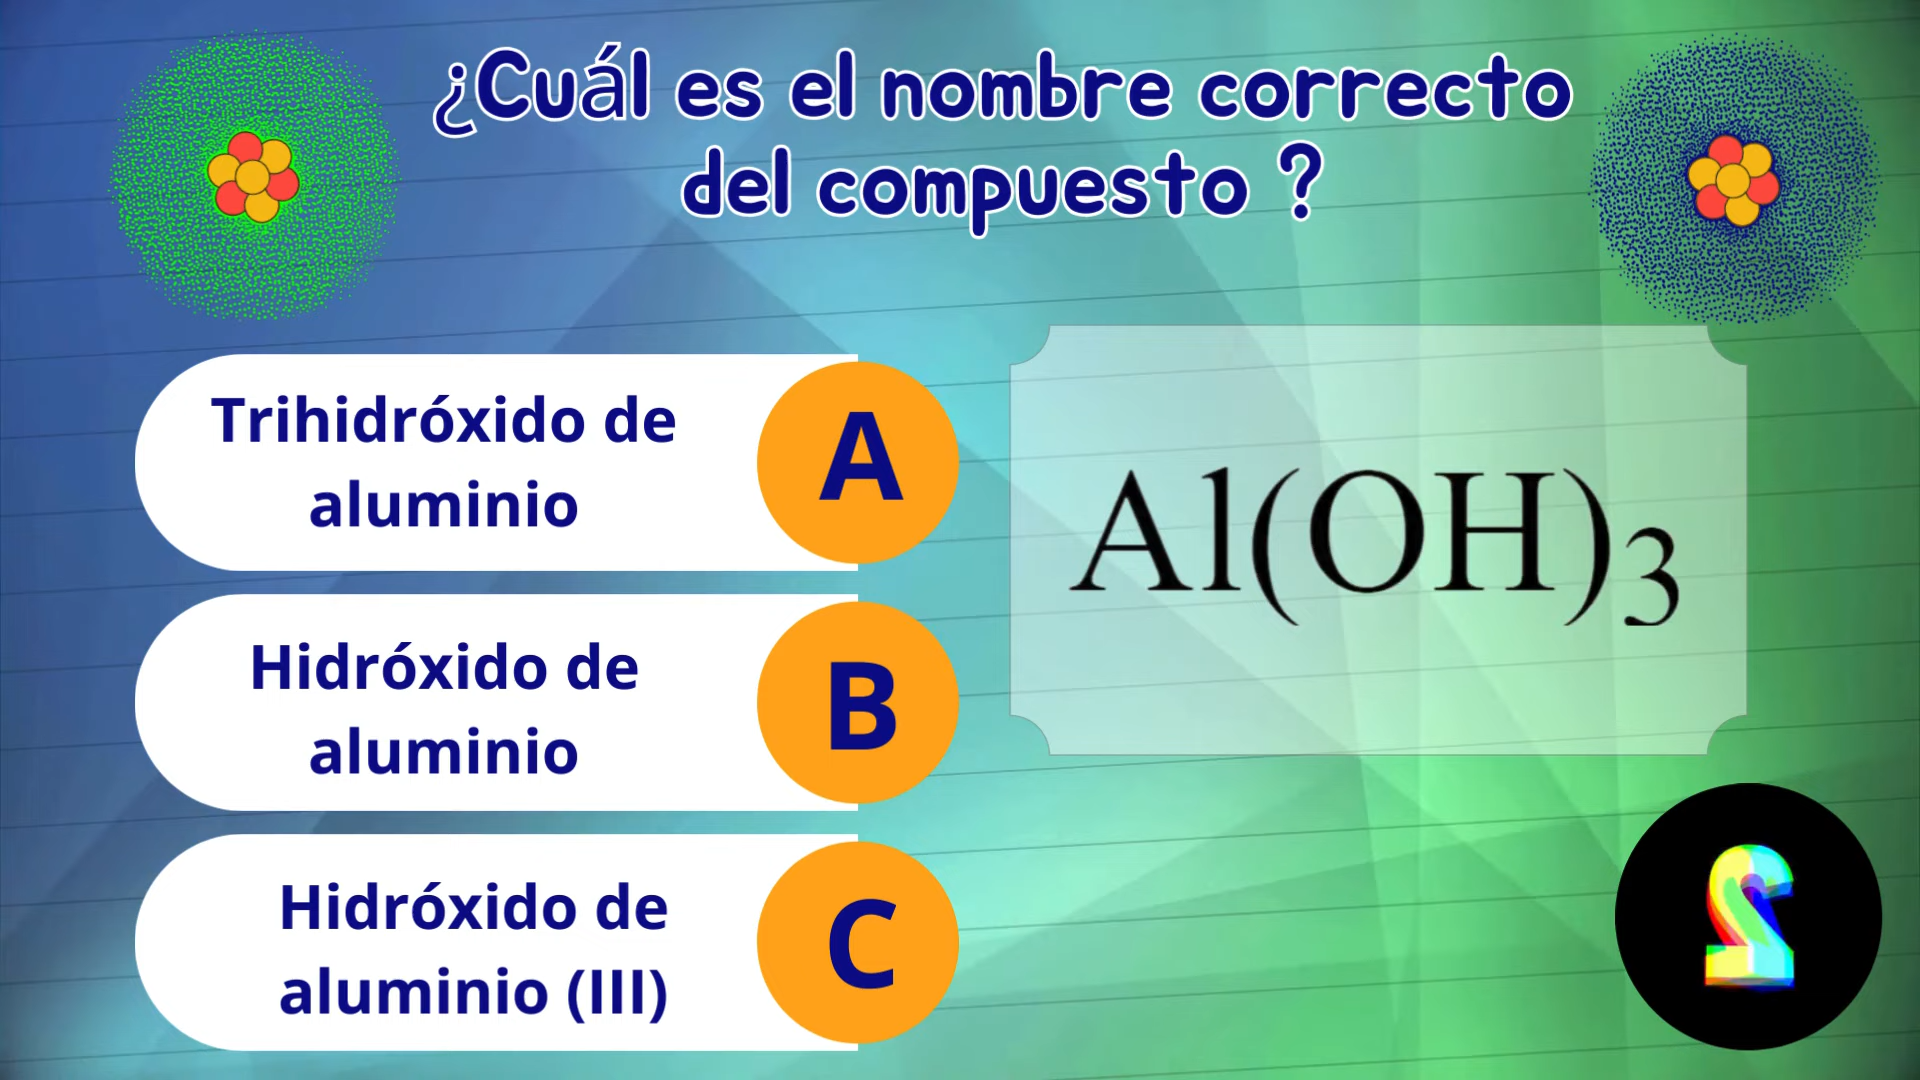 ¿Cuál es el nombre correcto
del compuesto ?
Trihidróxido de
aluminio
A
Hidróxido de
aluminio
B
Hidróxido de
aluminio (III)
C
Al(OH)₃
2